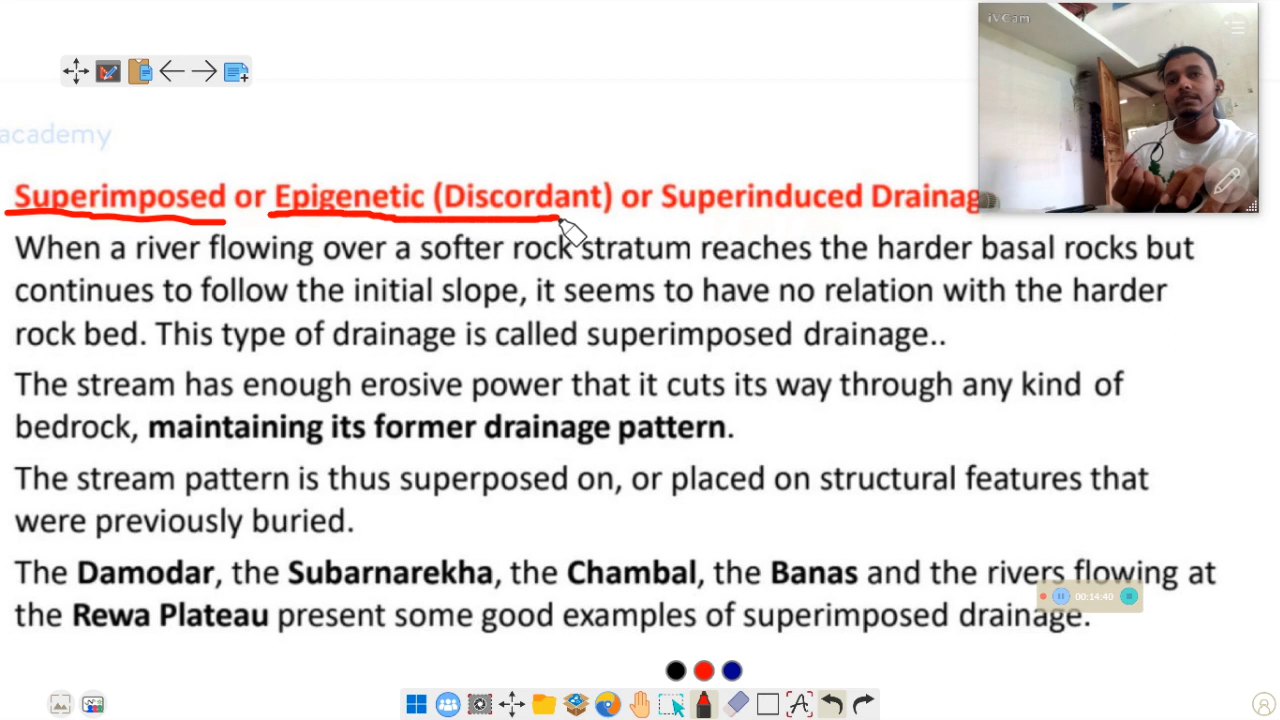 iVCam
academy
Superimposed or Epigenetic (Discordant) or Superinduced Drainag
When a river flowing over a softer rock stratum reaches the harder basal rocks but
continues to follow the initial slope, it seems to have no relation with the harder
rock bed. This type of drainage is called superimposed drainage..
The stream has enough erosive power that it cuts its way through any kind of
bedrock, maintaining its former drainage pattern.
The stream pattern is thus superposed on, or placed on structural features that
were previously buried.
The Damodar, the Subarnarekha, the Chambal, the Banas and the rivers flowing at
00:14:40
the Rewa Plateau present some good examples of superimposed drainage.